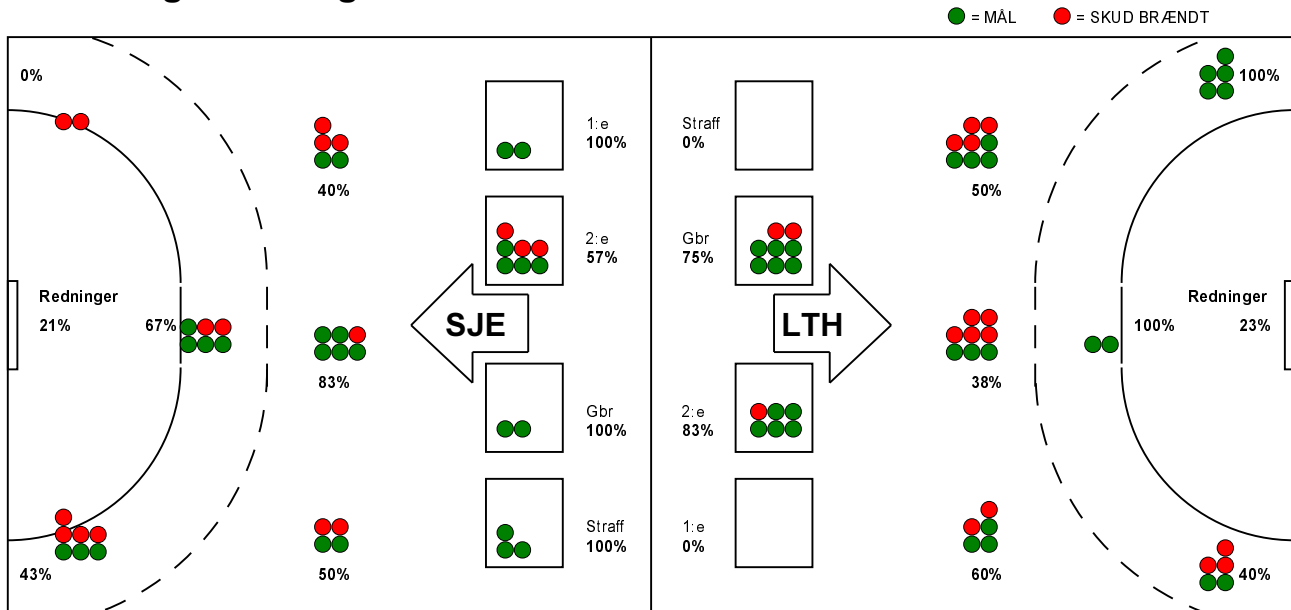 = MÅL = SKUD BRÆNDT
0%
100%
1:e
100%
Straff
0%
40%
50%
2:e
57%
Gbr
75%
Redninger
21%
67%
SJE
LTH
100%
Redninger
23%
83%
38%
Gbr
100%
2:e
83%
Straff
100%
1:e
0%
43%
50%
60%
40%